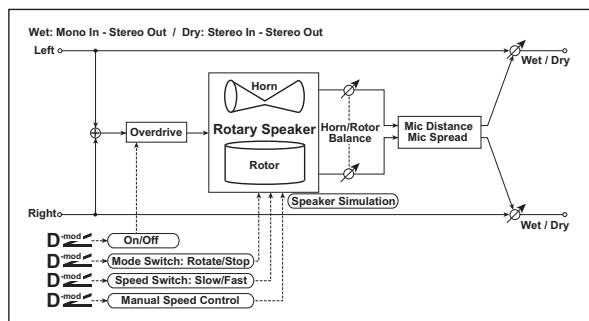 Wet: Mono In - Stereo Out / Dry: Stereo In - Stereo Out
Left
Wet / Dry
Horn
Rotary Speaker
Rotor
Overdrive
Horn/Rotor
Balance
Mic Distance
Mic Spread
Speaker Simulation
Right
Wet / Dry
D-mod On/Off
D-mod Mode Switch: Rotate/Stop
D-mod Speed Switch: Slow/Fast
D-mod Manual Speed Control